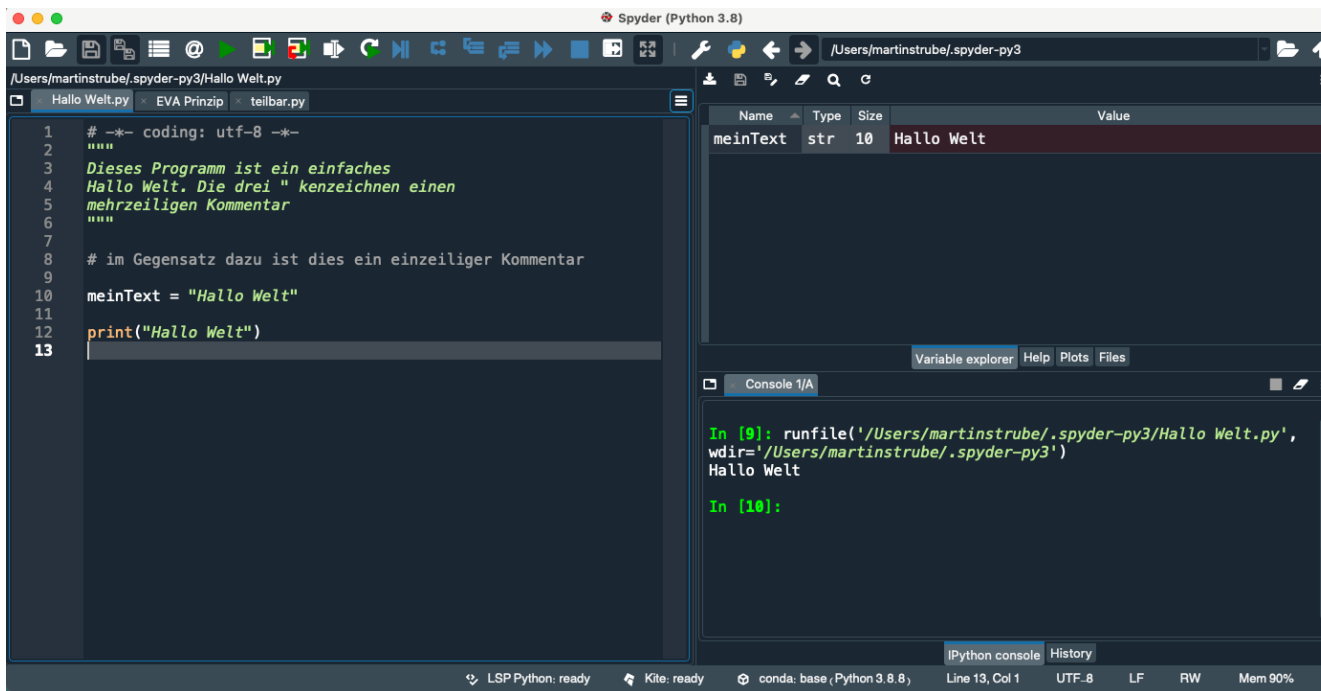 Spyder (Python 3.8)
/Users/martinstrube/.spyder-py3
/Users/martinstrube/.spyder-py3/Hallo Welt.py
Hallo Welt.py EVA Prinzip teilbar.py
1 # -*- coding: utf-8 -*-
2 """
3 Dieses Programm ist ein einfaches
4 Hallo Welt. Die drei " kenzeichnen einen
5 mehrzeiligen Kommentar
6 """
7
8 # im Gegensatz dazu ist dies ein einzeiliger Kommentar
9
10 meinText = "Hallo Welt"
11
12 print("Hallo Welt")
13
Name Type Size Value
meinText str 10 Hallo Welt
Variable explorer Help Plots Files
Console 1/A
In [9]: runfile('/Users/martinstrube/.spyder-py3/Hallo Welt.py',
wdir='/Users/martinstrube/.spyder-py3')
Hallo Welt
In [10]:
IPython console History
LSP Python: ready Kite: ready conda: base (Python 3.8.8) Line 13, Col 1 UTF-8 LF RW Mem 90%